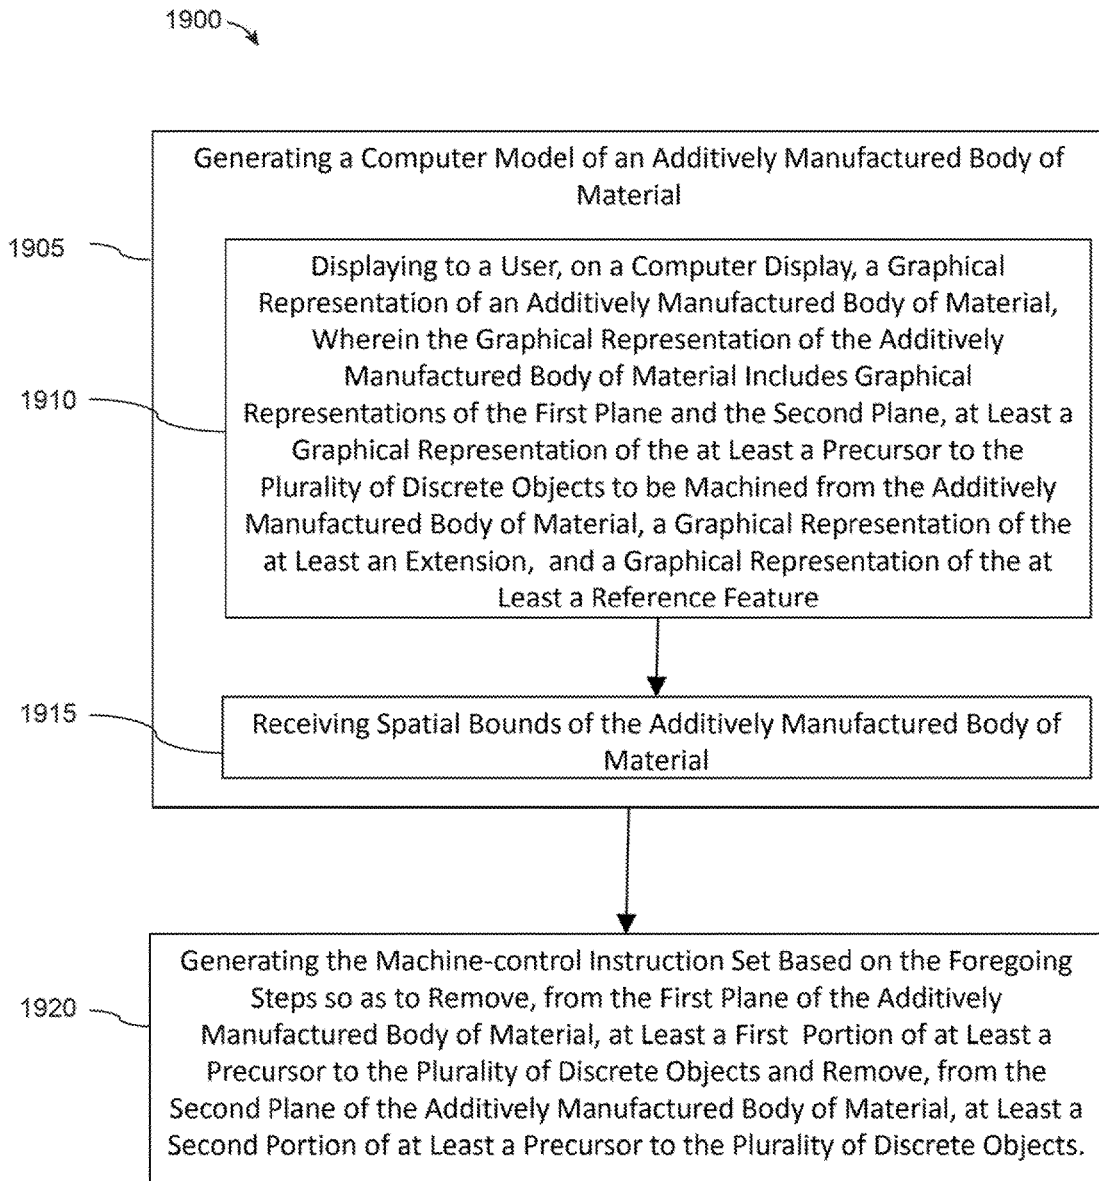 1900
Generating a Computer Model of an Additively Manufactured Body of
Material
1905
Displaying to a User, on a Computer Display, a Graphical
Representation of an Additively Manufactured Body of Material,
Wherein the Graphical Representation of the Additively
Manufactured Body of Material Includes Graphical
1910
Representations of the First Plane and the Second Plane, at Least a
Graphical Representation of the at Least a Precursor to the
Plurality of Discrete Objects to be Machined from the Additively
Manufactured Body of Material, a Graphical Representation of the
at Least an Extension, and a Graphical Representation of the at
Least a Reference Feature
1915
Receiving Spatial Bounds of the Additively Manufactured Body of
Material
Generating the Machine-control Instruction Set Based on the Foregoing
1920
Steps so as to Remove, from the First Plane of the Additively
Manufactured Body of Material, at Least a First Portion of at Least a
Precursor to the Plurality of Discrete Objects and Remove, from the
Second Plane of the Additively Manufactured Body of Material, at Least a
Second Portion of at Least a Precursor to the Plurality of Discrete Objects.